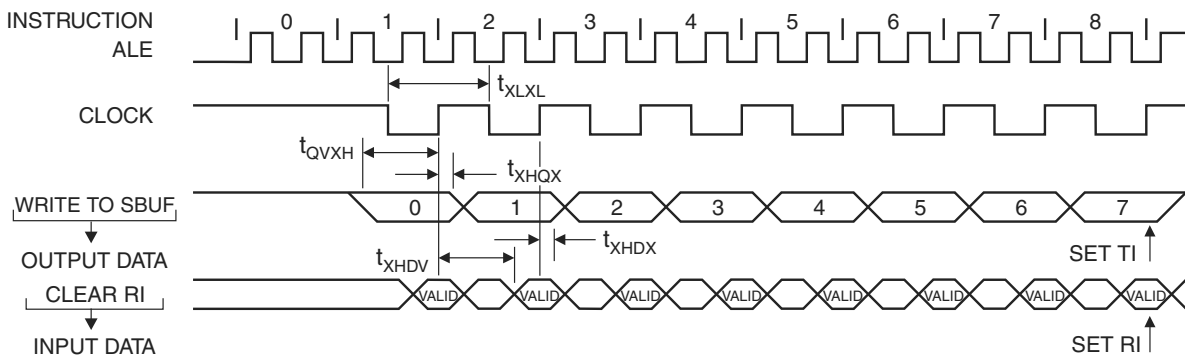 INSTRUCTION 0 1 2 3 4 5 6 7 8
ALE
tXLXL
CLOCK
tQVXH
tXHQX
WRITE TO SBUF
0 1 2 3 4 5 6 7
tXHDX
SET TI
tXHDV
OUTPUT DATA
CLEAR RI
VALID VALID VALID VALID VALID VALID VALID VALID
SET RI
INPUT DATA